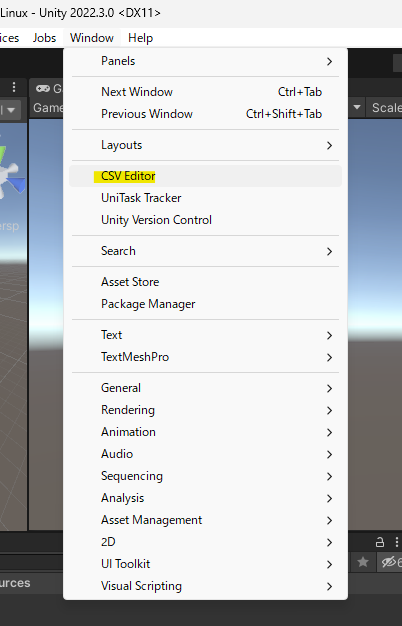 Linux - Unity 2022.3.0 <DX11>
ices Jobs Window Help
Panels
Next Window Ctrl+Tab
Previous Window Ctrl+Shift+Tab
Layouts
CSV Editor
UniTask Tracker
Unity Version Control
Search
Asset Store
Package Manager
Text
TextMeshPro
General
Rendering
Animation
Audio
Sequencing
Analysis
Asset Management
2D
UI Toolkit
Visual Scripting
G
Game
Scale
ersp
6
urces